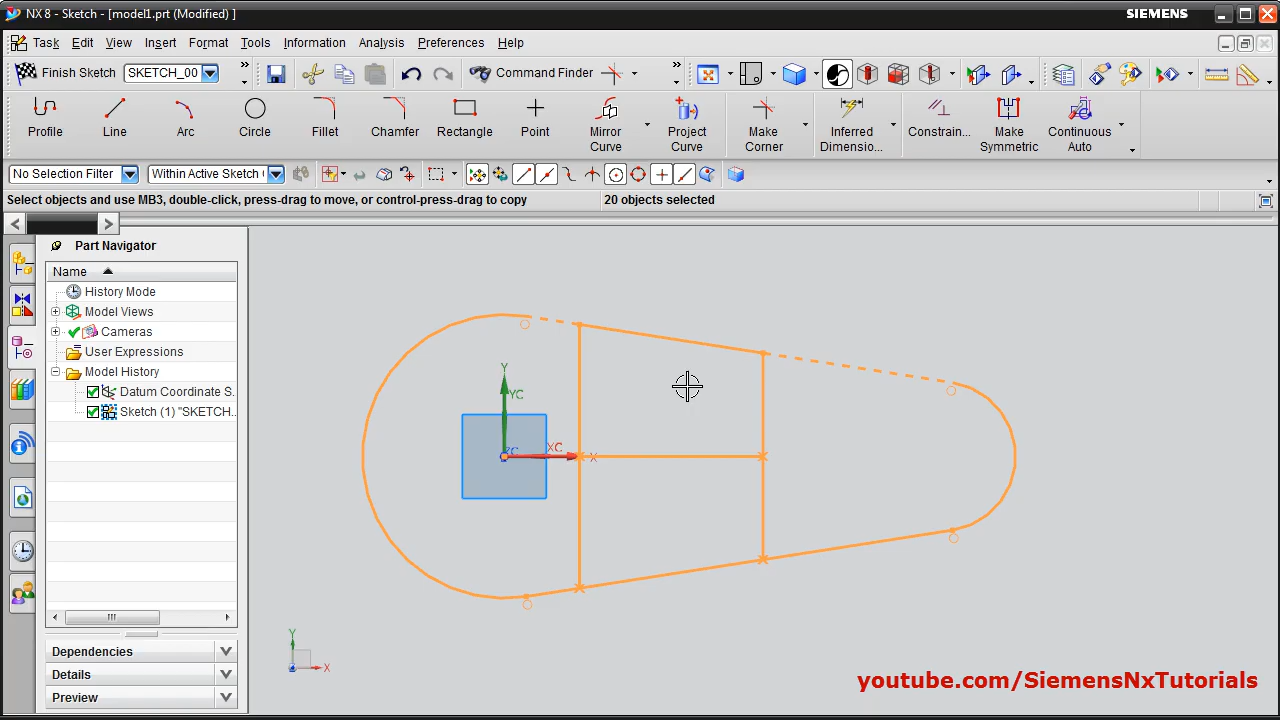 NX 8 - Sketch - [model1.prt (Modified) ]
SIEMENS
Task Edit View Insert Format Tools Information Analysis Preferences Help
Finish Sketch SKETCH_00 Command Finder
Profile Line Arc Circle Fillet Chamfer Rectangle Point Mirror Curve Project Curve Make Corner Inferred Dimensio... Constrain... Make Symmetric Continuous Auto
No Selection Filter Within Active Sketch
Select objects and use MB3, double-click, press-drag to move, or control-press-drag to copy 20 objects selected
Part Navigator
Name
History Mode
Model Views
Cameras
User Expressions
Model History
Datum Coordinate S.
Sketch (1) "SKETCH..
Y
YC
XC
X
ZC
Dependencies
Details
Preview
Y
X
youtube.com/SiemensNxTutorials